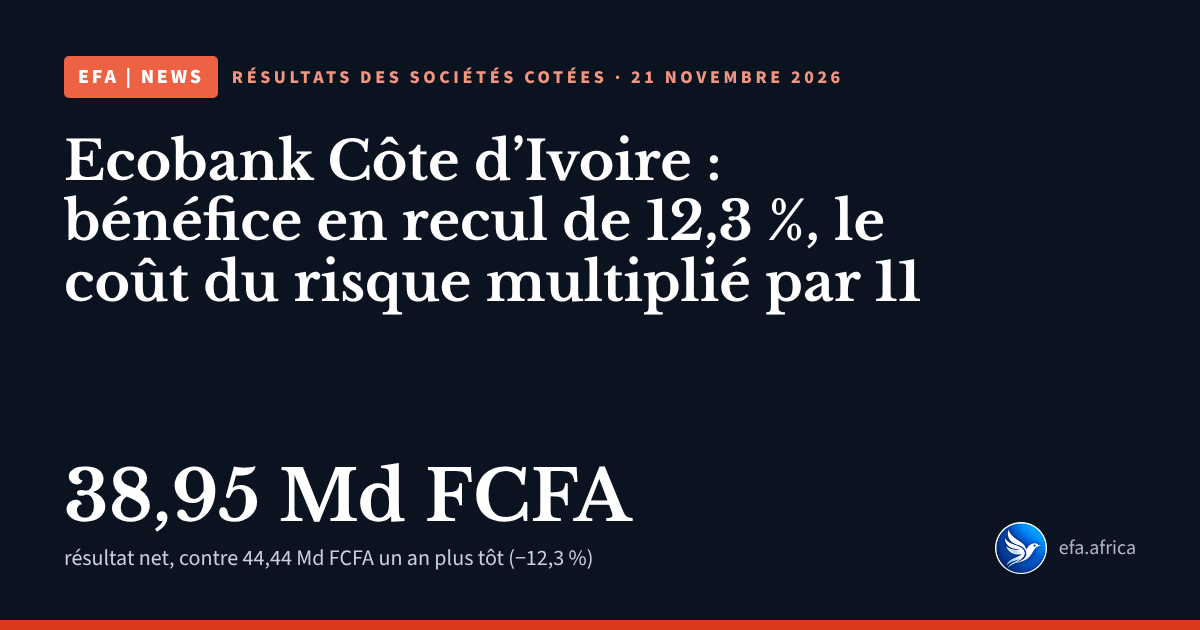 EFA | NEWS
RÉSULTATS DES SOCIÉTÉS COTÉES · 21 NOVEMBRE 2026
Ecobank Côte d’Ivoire :
bénéfice en recul de 12,3 %, le
coût du risque multiplié par 11
38,95 Md FCFA
résultat net, contre 44,44 Md FCFA un an plus tôt (−12,3 %)
efa.africa